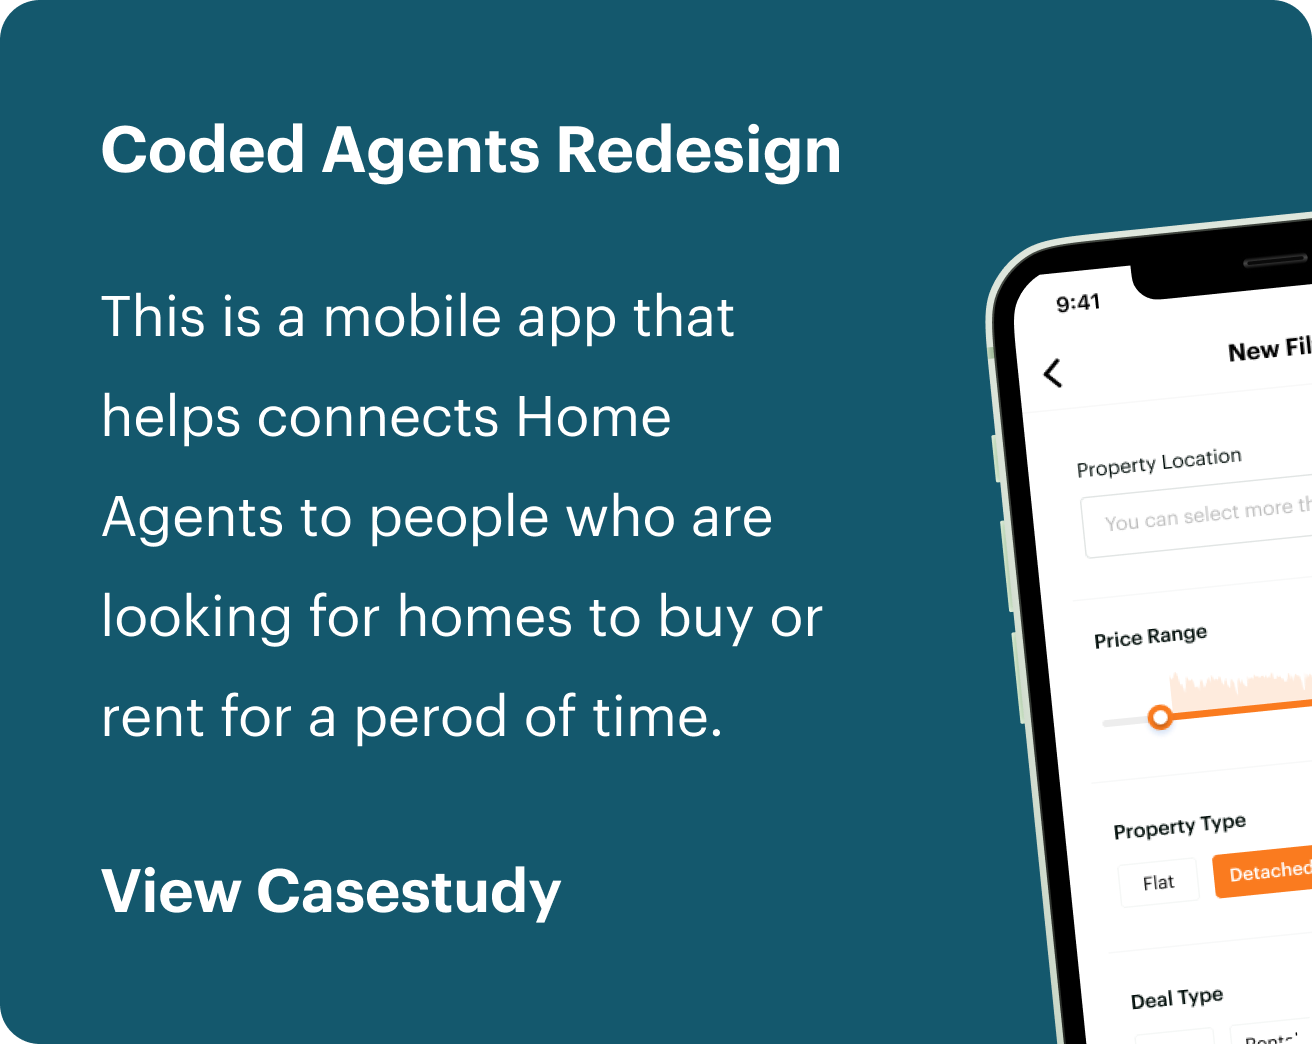 Coded Agents Redesign
This is a mobile app that
helps connects Home
Agents to people who are
looking for homes to buy or
rent for a perod of time.
View Casestudy
9:41
New Fil
Property Location
You can select more th
Price Range
Property Type
Flat
Detached
Deal Type